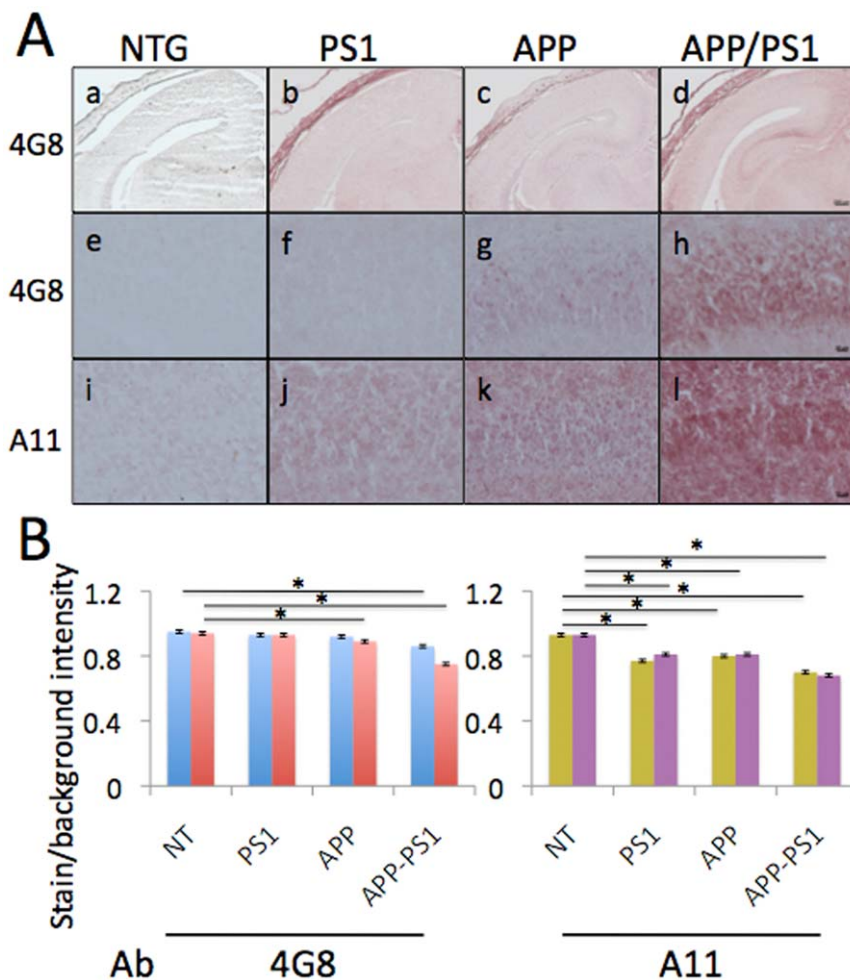 A
NTG PS1 APP APP/PS1
a b c d
4G8
e f g h
4G8
i j k l
A11
B
Stain/background intensity
* * * * * * * * *
1.2 1.2
0.8 0.8
0.4 0.4
0 0
NT PS1 APP APP-PS1 NT PS1 APP APP-PS1
Ab 4G8 A11